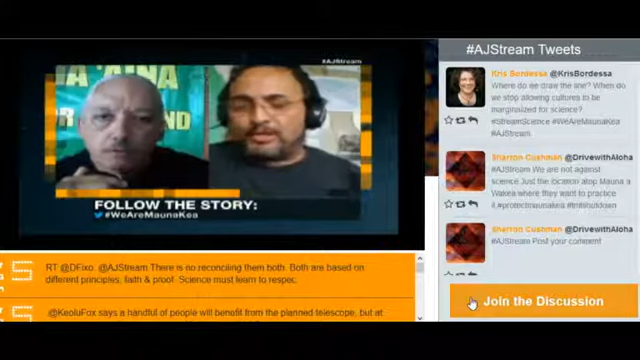 #AJStream
'AINA
OR
ND
FOLLOW THE STORY:
#WeAreMaunaKea
RT @DFixo: @AJStream There is no reconciling them both. Both are based on
different principles, faith & proof. Science must learn to respec
.@KeoluFox says a handful of people will benefit from the planned telescope, but at
#AJStream Tweets
Kris Bordessa @KrisBordessa
Where do we draw the line? When do
we stop allowing cultures to be
marginalized for science?
#StreamScience #WeAreMaunaKea
#AJStream
Sharron Cushman @DrivewithAloha
#AJStream We are not against
science Just the location atop Mauna a
Wakea where they want to practice
it.#protectmaunakea #tmtshutdown
Sharron Cushman @DrivewithAloha
#AJStream Post your comment
Join the Discussion